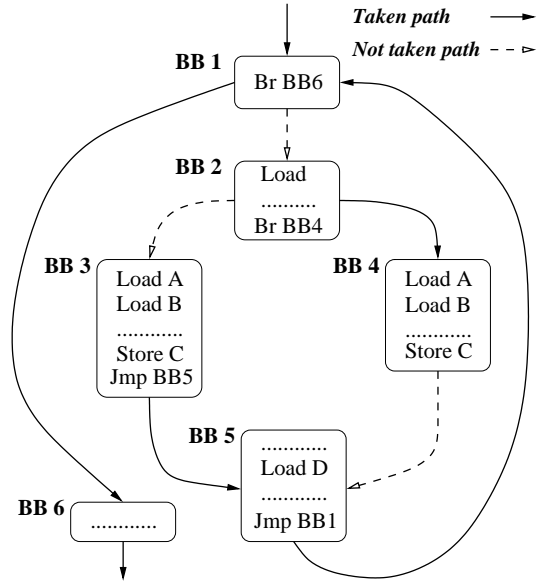 Taken path
Not taken path
BB 1
Br BB6
BB 2
Load
..........
Br BB4
BB 3
Load A
Load B
............
Store C
Jmp BB5
BB 4
Load A
Load B
............
Store C
BB 5
............
Load D
............
Jmp BB1
BB 6
............